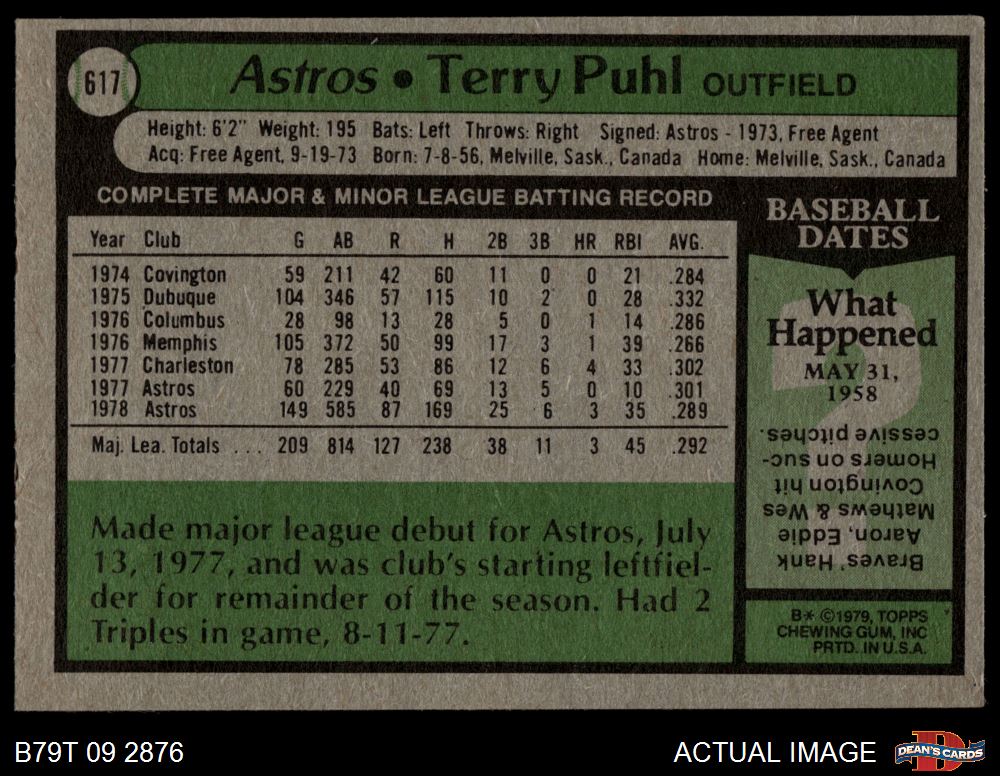 617
Astros • Terry Puhl OUTFIELD
Height: 6'2" Weight: 195 Bats: Left Throws: Right Signed: Astros - 1973, Free Agent
Acq: Free Agent, 9-19-73 Born: 7-8-56, Melville, Sask., Canada Home: Melville, Sask., Canada
COMPLETE MAJOR & MINOR LEAGUE BATTING RECORD
Year Club G AB R H 2B 3B HR RBI AVG.
1974 Covington 59 211 42 60 11 0 0 21 .284
1975 Dubuque 104 346 57 115 10 2 0 28 .332
1976 Columbus 28 98 13 28 5 0 1 14 .286
1976 Memphis 105 372 50 99 17 3 1 39 .266
1977 Charleston 78 285 53 86 12 6 4 33 .302
1977 Astros 60 229 40 69 13 5 0 10 .301
1978 Astros 149 585 87 169 25 6 3 35 .289
Maj. Lea. Totals ... 209 814 127 238 38 11 3 45 .292
Made major league debut for Astros, July
13, 1977, and was club's starting leftfiel-
der for remainder of the season. Had 2
Triples in game, 8-11-77.
BASEBALL
DATES
What
Happened
MAY 31,
1958
Braves' Hank
Aaron, Eddie
Mathews & Wes
Covington hit
Homers on suc-
cessive pitches.
B* ©1979, TOPPS
CHEWING GUM, INC
PRTD. IN U.S.A.
B79T 09 2876
ACTUAL IMAGE
DEAN'S CARDS